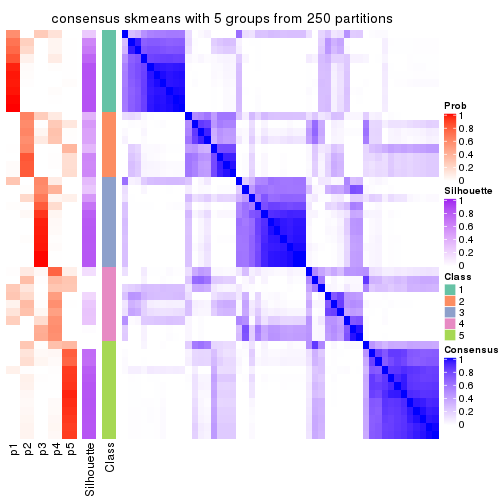 consensus skmeans with 5 groups from 250 partitions
p1
p2
p3
p4
p5
Silhouette
Class
Prob
1
0.8
0.6
0.4
0.2
0
Silhouette
1
0.8
0.6
0.4
0.2
0
Class
1
2
3
4
5
Consensus
1
0.8
0.6
0.4
0.2
0